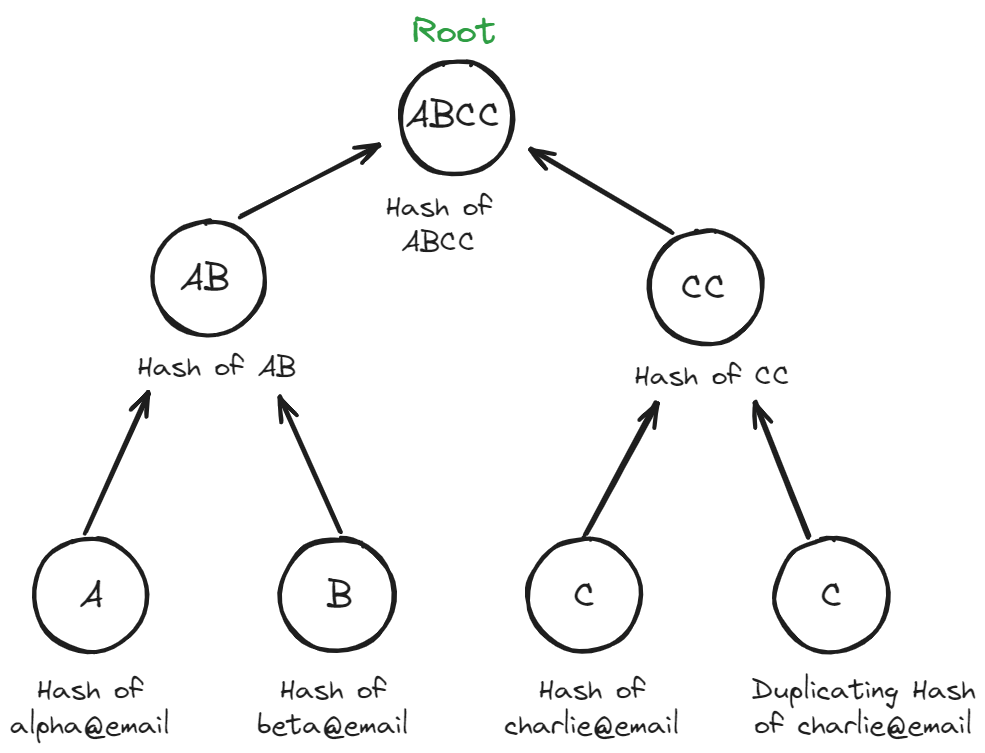 Root
ABCC
Hash of
ABCC
AB
CC
Hash of AB
Hash of CC
A
B
C
C
Hash of
alpha@email
Hash of
beta@email
Hash of
charlie@email
Duplicating Hash
of charlie@email